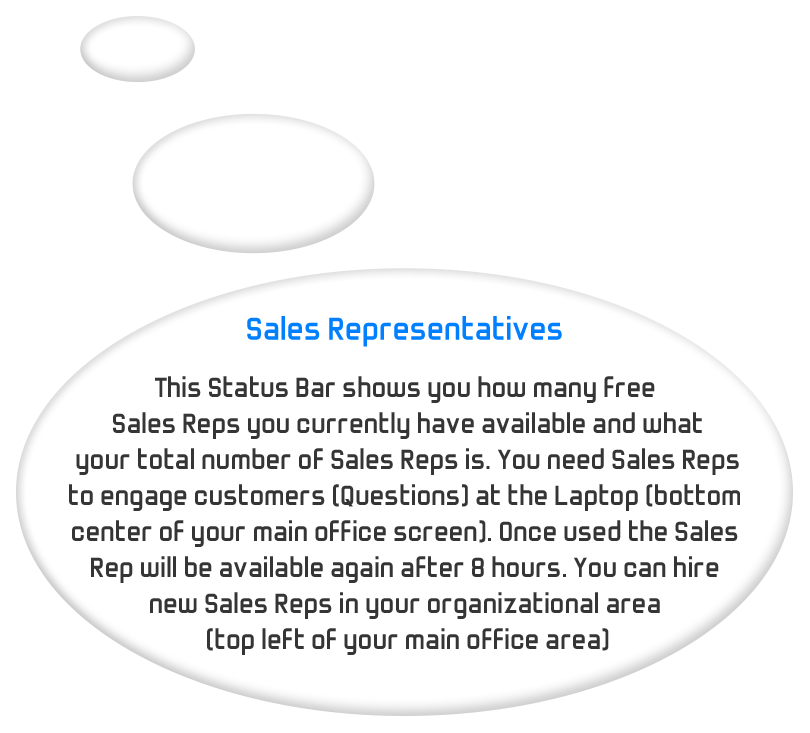 Sales Representatives
This Status Bar shows you how many free
Sales Reps you currently have available and what
your total number of Sales Reps is. You need Sales Reps
to engage customers (Questions) at the Laptop (bottom
center of your main office screen). Once used the Sales
Rep will be available again after 8 hours. You can hire
new Sales Reps in your organizational area
(top left of your main office area)